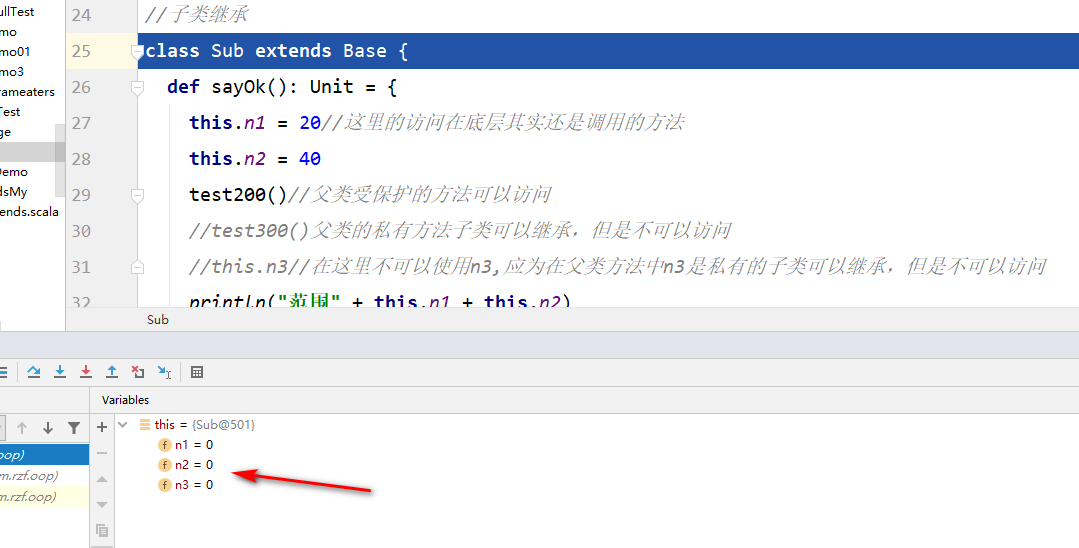 ullTest
mo
mo01
mo3
rameaters
Test
ge
Demo
dsMy
ends.scala
24 //子类继承
25 class Sub extends Base {
26 def sayOk(): Unit = {
27 this.n1 = 20//这里的访问在底层其实还是调用的方法
28 this.n2 = 40
29 test200()//父类受保护的方法可以访问
30 //test300()父类的私有方法子类可以继承，但是不可以访问
31 //this.n3//在这里不可以使用n3,应为在父类方法中n3是私有的子类可以继承，但是不可以访问
32 println("范围" + this.n1 + this.n2)
Sub
Variables
oop)
m.rzf.oop)
m.rzf.oop)
this = {Sub@501}
f n1 = 0
f n2 = 0
f n3 = 0